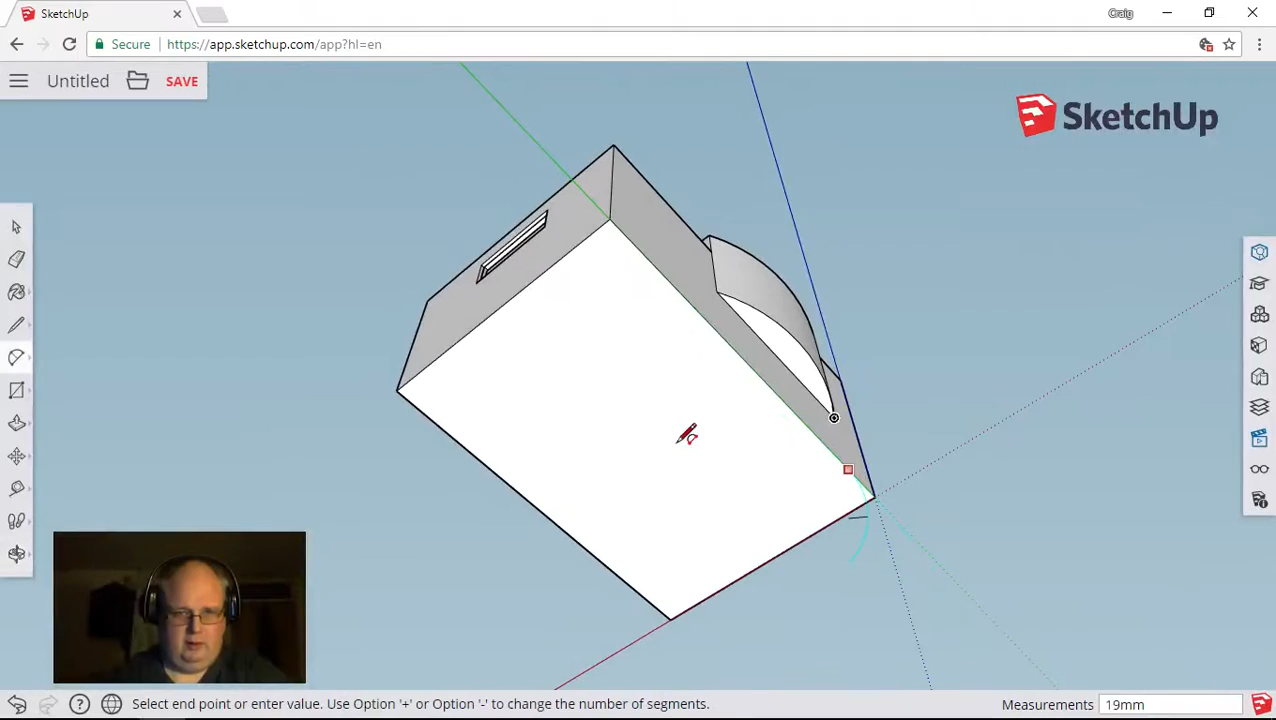 SketchUp
Craig
Secure
https://app.sketchup.com/app?hl=en
Untitled
SAVE
SketchUp
Select end point or enter value. Use Option '+' or Option '-' to change the number of segments.
Measurements
19mm